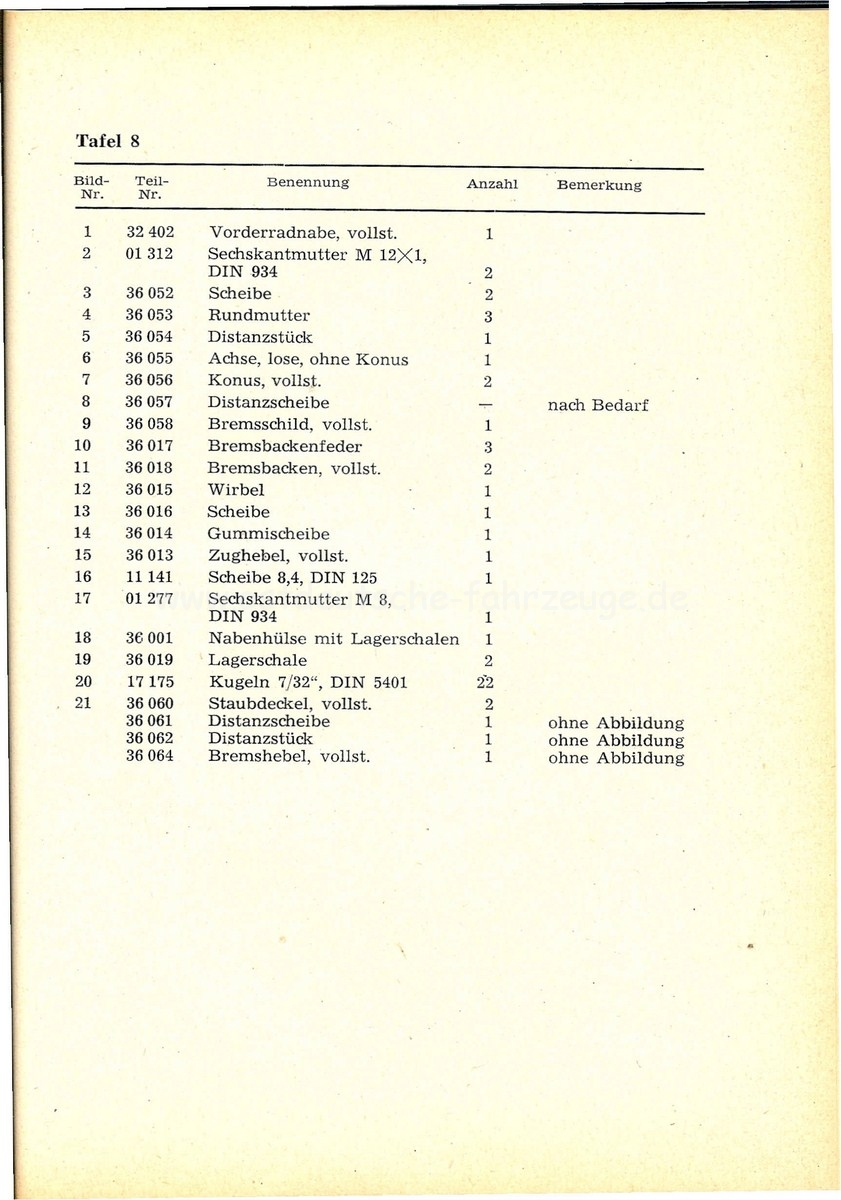 Tafel 8
Bild-Nr. Teil-Nr. Benennung Anzahl Bemerkung
1 32 402 Vorderradnabe, vollst. 1
2 01 312 Sechskantmutter M 12×1,
DIN 934 2
3 36 052 Scheibe 2
4 36 053 Rundmutter 3
5 36 054 Distanzstück 1
6 36 055 Achse, lose, ohne Konus 1
7 36 056 Konus, vollst. 2
8 36 057 Distanzscheibe — nach Bedarf
9 36 058 Bremsschild, vollst. 1
10 36 017 Bremsbackenfeder 3
11 36 018 Bremsbacken, vollst. 2
12 36 015 Wirbel 1
13 36 016 Scheibe 1
14 36 014 Gummischeibe 1
15 36 013 Zughebel, vollst. 1
16 11 141 Scheibe 8,4, DIN 125 1
17 01 277 Sechskantmutter M 8,
DIN 934 1
18 36 001 Nabenhülse mit Lagerschalen 1
19 36 019 Lagerschale 2
20 17 175 Kugeln 7/32“, DIN 5401 22
21 36 060 Staubdeckel, vollst. 2
36 061 Distanzscheibe 1 ohne Abbildung
36 062 Distanzstück 1 ohne Abbildung
36 064 Bremshebel, vollst. 1 ohne Abbildung